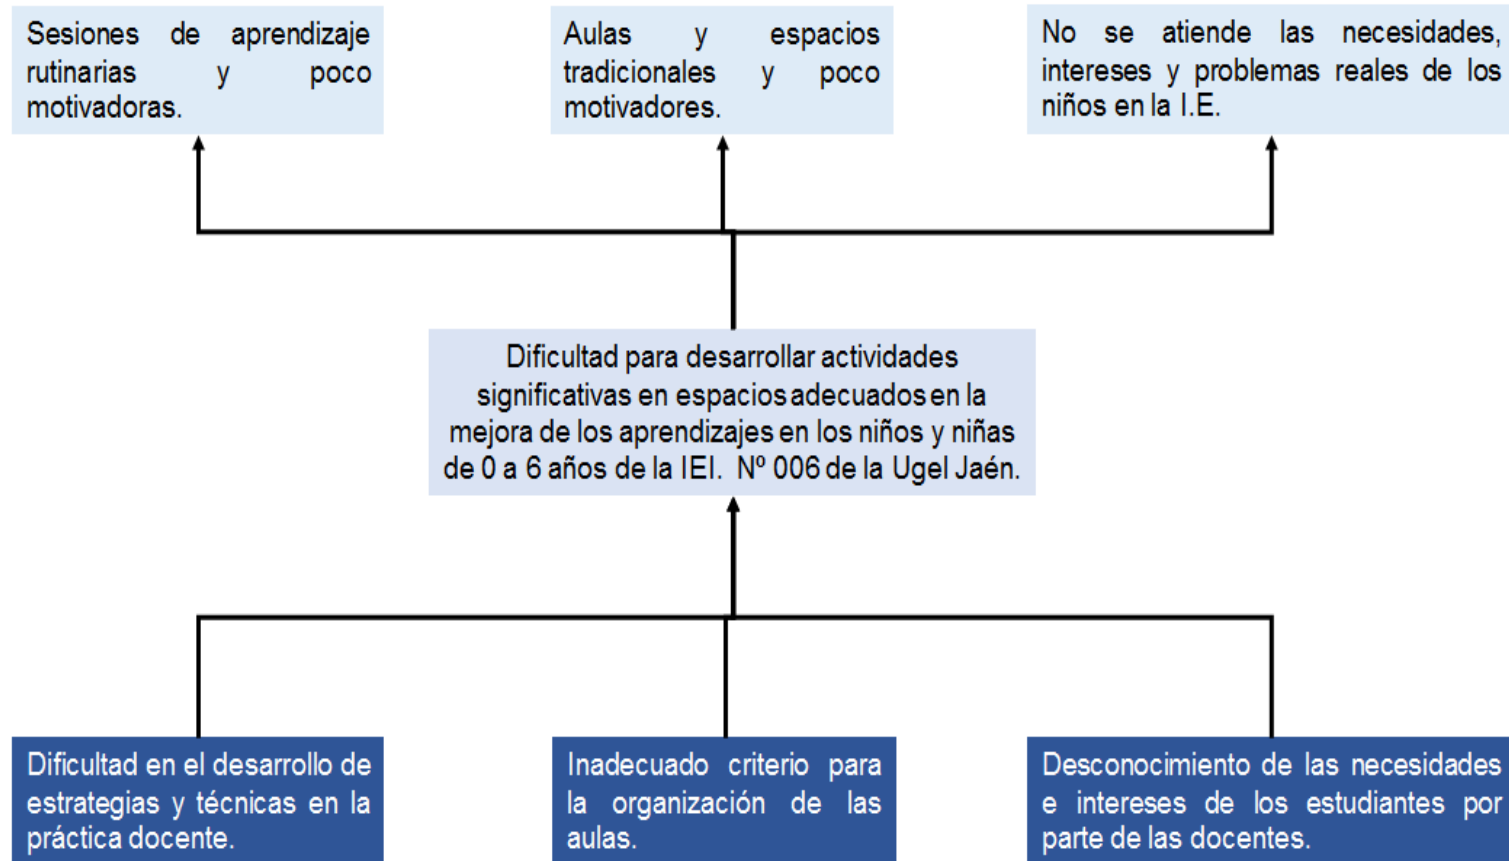 Sesiones de aprendizaje
rutinarias y poco
motivadoras.
Aulas y espacios
tradicionales y poco
motivadores.
No se atiende las necesidades,
intereses y problemas reales de los
niños en la I.E.
Dificultad para desarrollar actividades
significativas en espacios adecuados en la
mejora de los aprendizajes en los niños y niñas
de 0 a 6 años de la IEI. Nº 006 de la Ugel Jaén.
Dificultad en el desarrollo de
estrategias y técnicas en la
práctica docente.
Inadecuado criterio para
la organización de las
aulas.
Desconocimiento de las necesidades
e intereses de los estudiantes por
parte de las docentes.